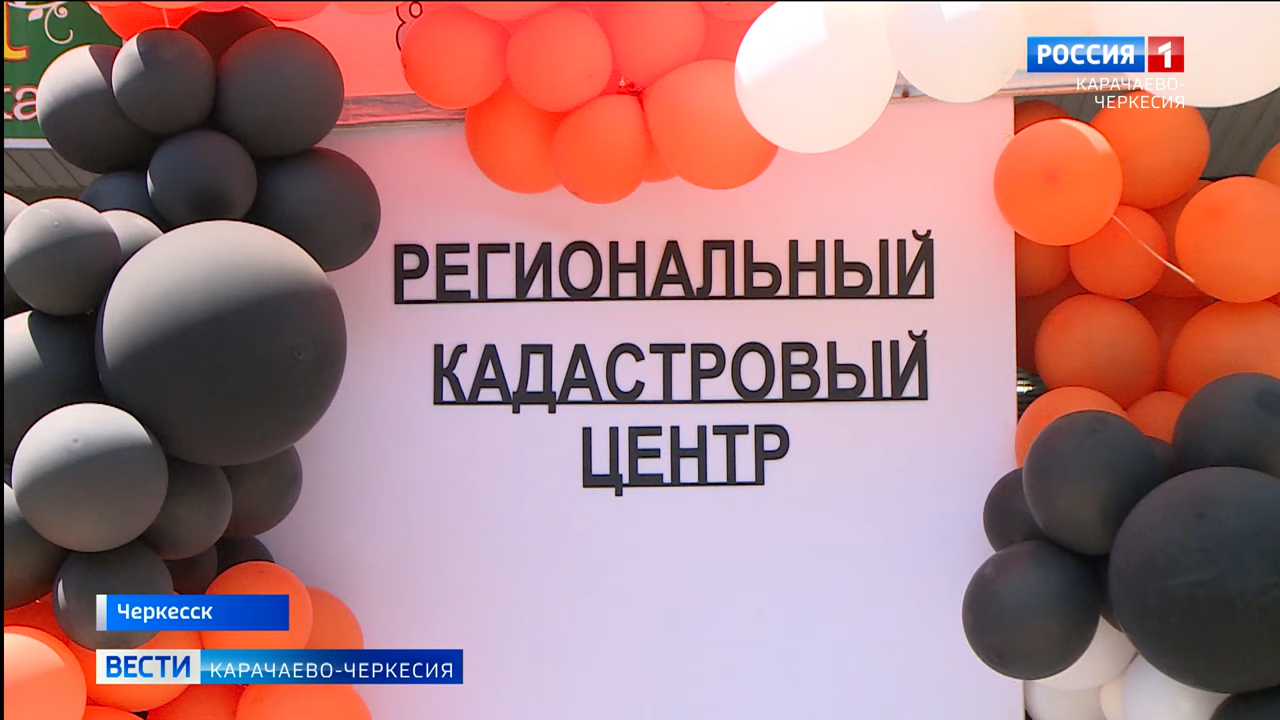 РОССИЯ 1
КАРАЧАЕВО-
ЧЕРКЕСИЯ
РЕГИОНАЛЬНЫЙ
КАДАСТРОВЫЙ
ЦЕНТР
Черкесск
ВЕСТИ КАРАЧАЕВО-ЧЕРКЕСИЯ